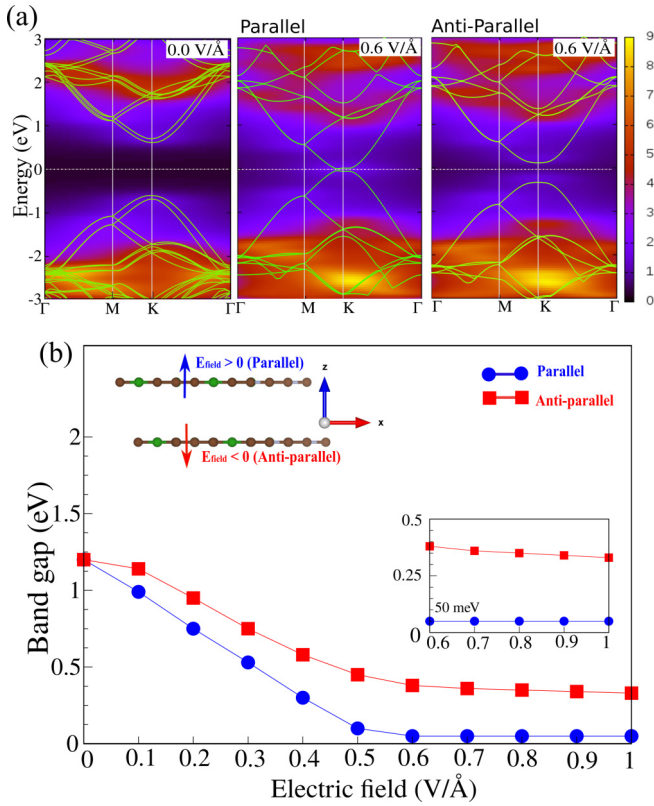 (a)
Parallel
Anti-Parallel
0.0 V/Å
0.6 V/Å
0.6 V/Å
Energy (eV)
3
2
1
0
-1
-2
-3
Γ M K Γ
Γ M K Γ
Γ M K Γ
9
8
7
6
5
4
3
2
1
0
(b)
E_field > 0 (Parallel)
E_field < 0 (Anti-parallel)
z
x
Parallel
Anti-parallel
Band gap (eV)
2
1.5
1
0.5
0
0 0.1 0.2 0.3 0.4 0.5 0.6 0.7 0.8 0.9 1
Electric field (V/Å)
0.5
0.25
0
50 meV
0.6 0.7 0.8 0.9 1